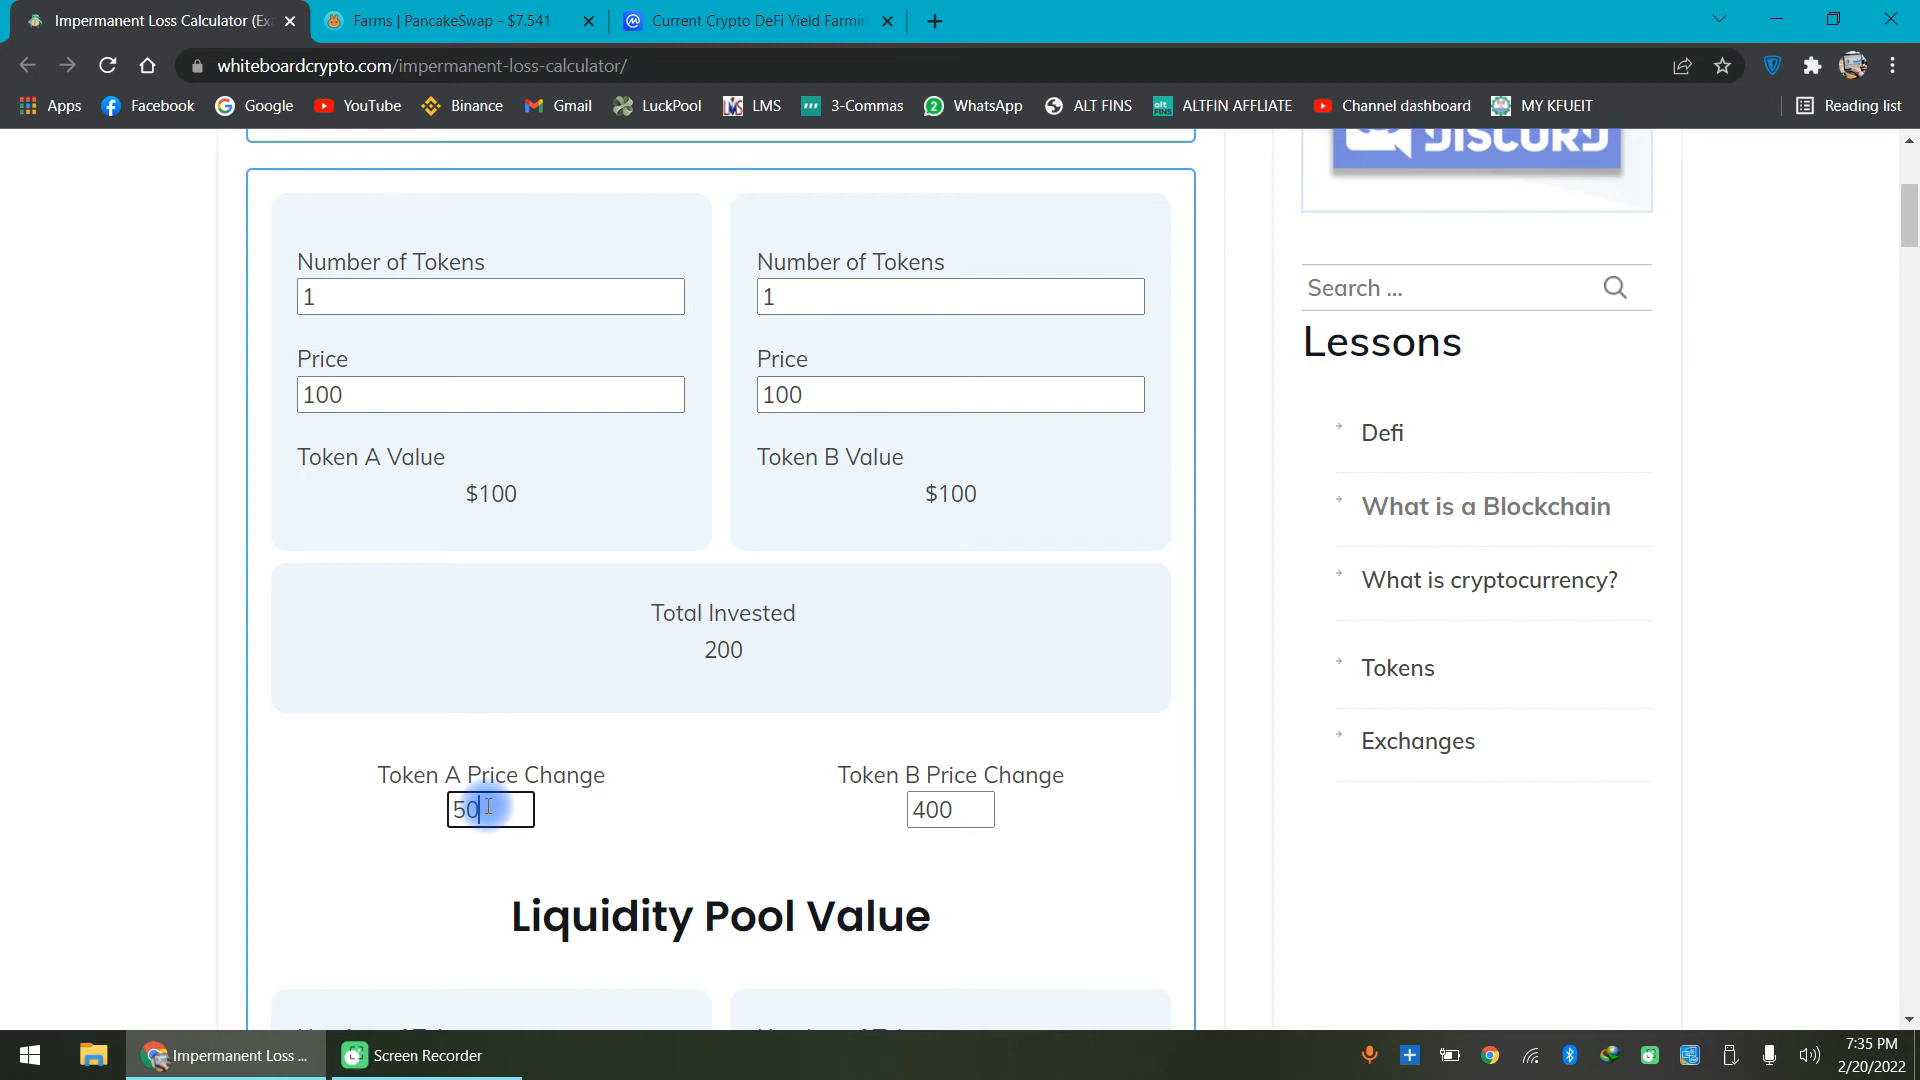 Impermanent Loss Calculator (Ex
Farms | PancakeSwap - $7.541
Current Crypto DeFi Yield Farmin
whiteboardcrypto.com/impermanent-loss-calculator/
Apps
Facebook
Google
YouTube
Binance
Gmail
LuckPool
LMS
3-Commas
WhatsApp
ALT FINS
ALTFIN AFFLIATE
Channel dashboard
MY KFUEIT
Reading list
DISCORD
Number of Tokens
1
Price
100
Token A Value
$100
Number of Tokens
1
Price
100
Token B Value
$100
Total Invested
200
Token A Price Change
50
Token B Price Change
400
Liquidity Pool Value
Search ...
Lessons
Defi
What is a Blockchain
What is cryptocurrency?
Tokens
Exchanges
Impermanent Loss ...
Screen Recorder
7:35 PM
2/20/2022